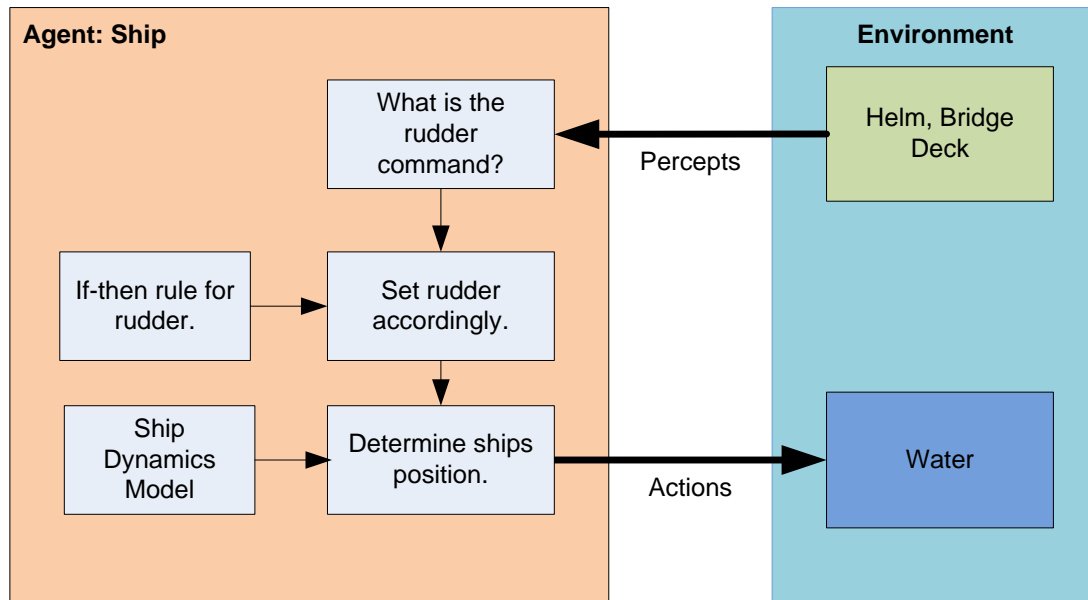 Agent: Ship
Environment
What is the
rudder
command?
Percepts
Helm, Bridge
Deck
If-then rule for
rudder.
Set rudder
accordingly.
Ship
Dynamics
Model
Determine ships
position.
Actions
Water